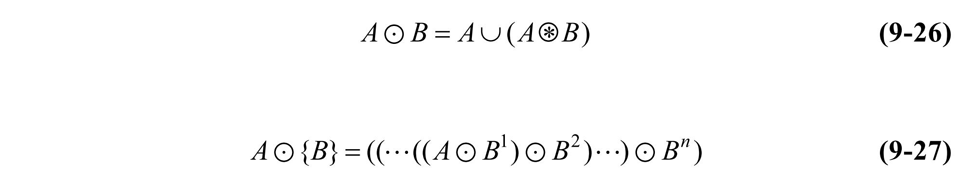 A ⊙ B = A ∪ (A ⊛ B) (9-26)
A ⊙ {B} = ((⋯((A ⊙ B¹) ⊙ B²)⋯) ⊙ Bⁿ) (9-27)